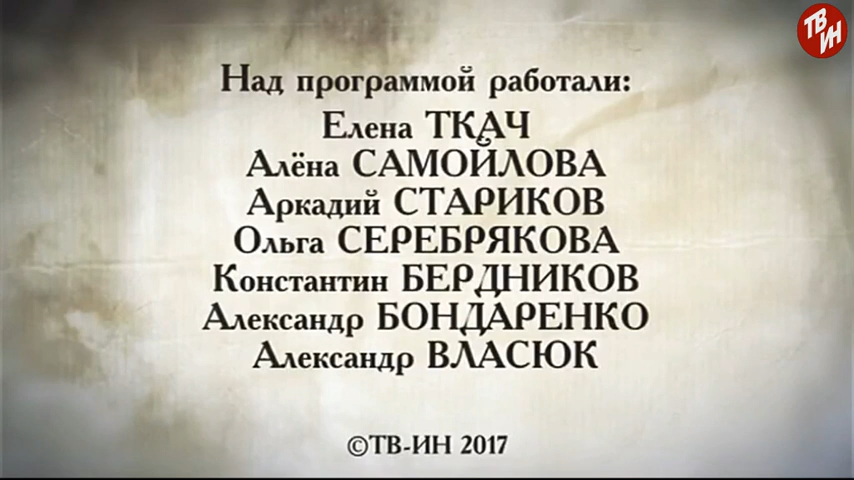 ТВ
ИН
Над программой работали:
Елена ТКАЧ
Алёна САМОЙЛОВА
Аркадий СТАРИКОВ
Ольга СЕРЕБРЯКОВА
Константин БЕРДНИКОВ
Александр БОНДАРЕНКО
Александр ВЛАСЮК
©ТВ-ИН 2017